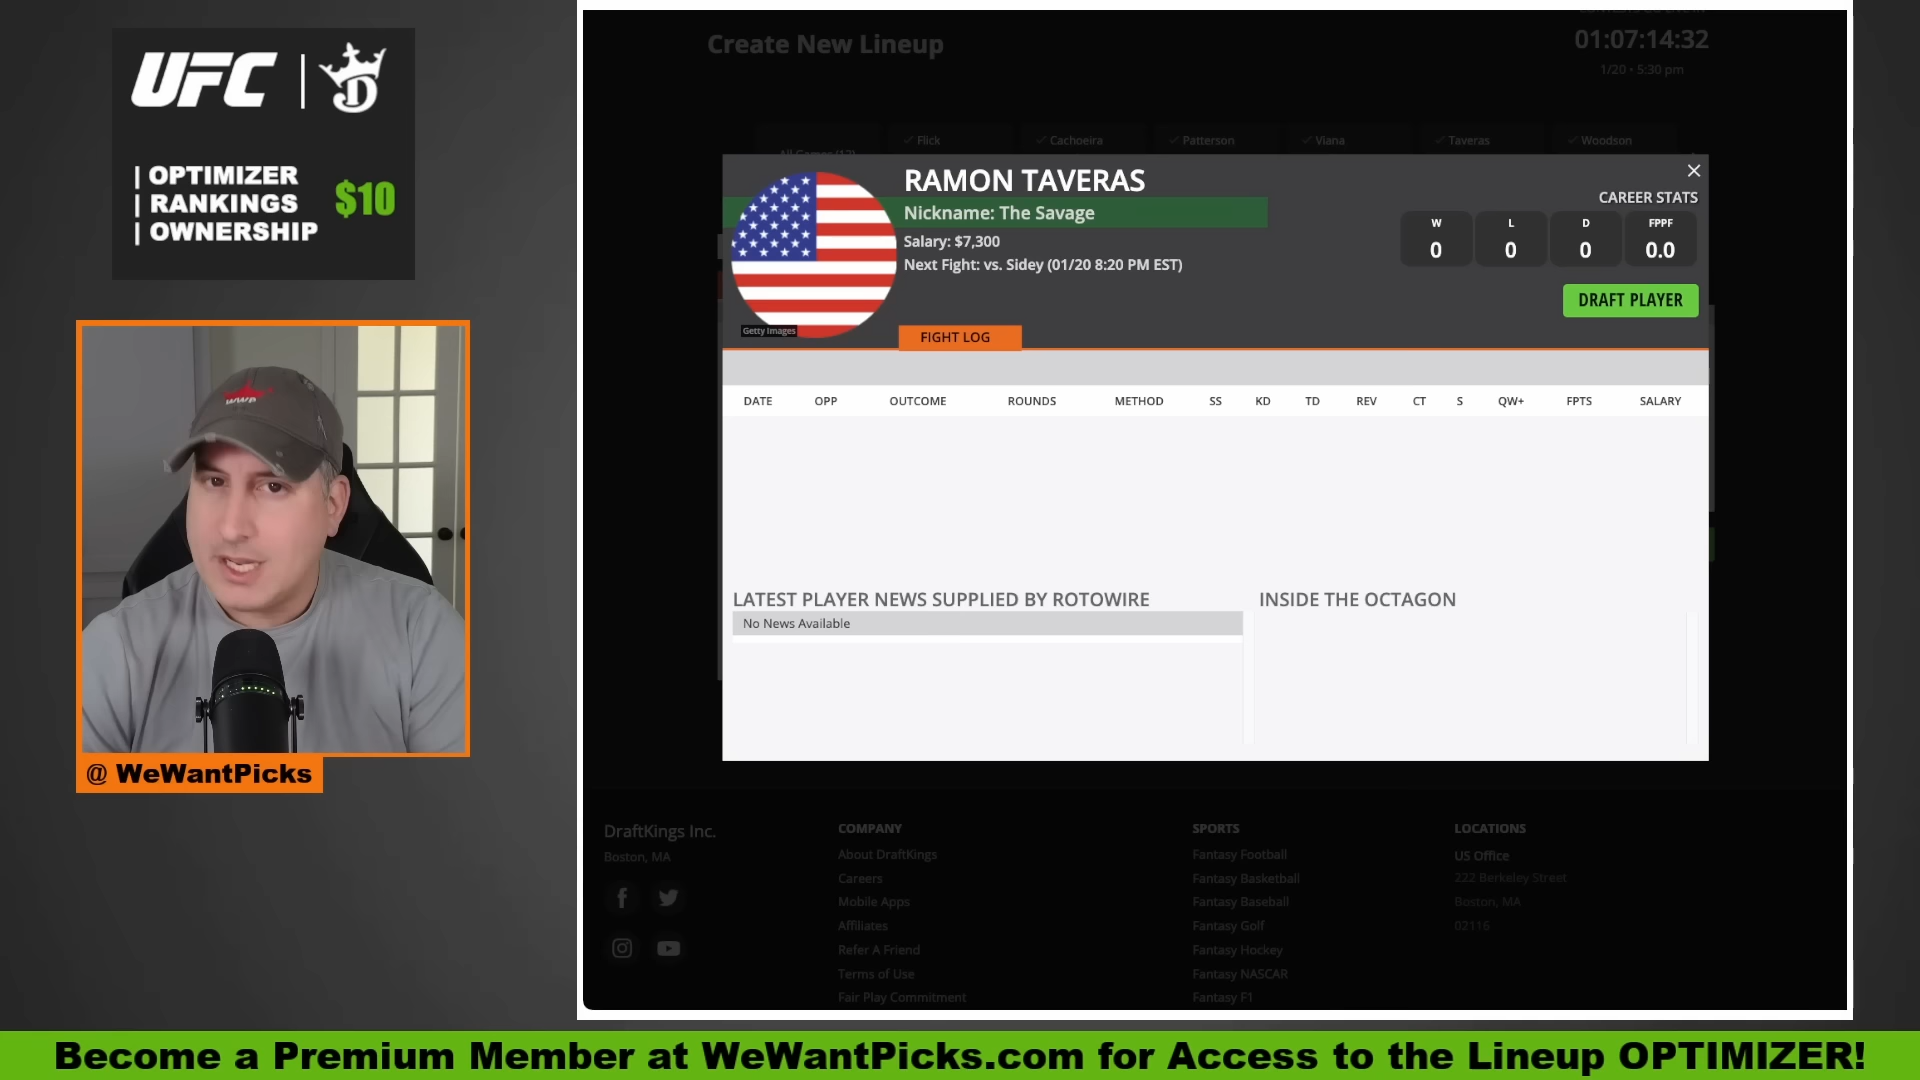 UFC
OPTIMIZER
RANKINGS
OWNERSHIP
$10
WWP
@ WeWantPicks
Create New Lineup
01:07:14:32
1/20 • 5:30 pm
Flick
Cachoeira
Patterson
Viana
Taveras
Woodson
RAMON TAVERAS
Nickname: The Savage
Salary: $7,300
Next Fight: vs. Sidey (01/20 8:20 PM EST)
Getty Images
CAREER STATS
W L D FPPF
0 0 0 0.0
DRAFT PLAYER
FIGHT LOG
DATE OPP OUTCOME ROUNDS METHOD SS KD TD REV CT S QW+ FPTS SALARY
LATEST PLAYER NEWS SUPPLIED BY ROTOWIRE
No News Available
INSIDE THE OCTAGON
DraftKings Inc.
Boston, MA
COMPANY
About DraftKings
Careers
Mobile Apps
Affiliates
Refer A Friend
Terms of Use
Fair Play Commitment
SPORTS
Fantasy Football
Fantasy Basketball
Fantasy Baseball
Fantasy Golf
Fantasy Hockey
Fantasy NASCAR
Fantasy F1
LOCATIONS
US Office
222 Berkeley Street
Boston, MA
02116
Become a Premium Member at WeWantPicks.com for Access to the Lineup OPTIMIZER!